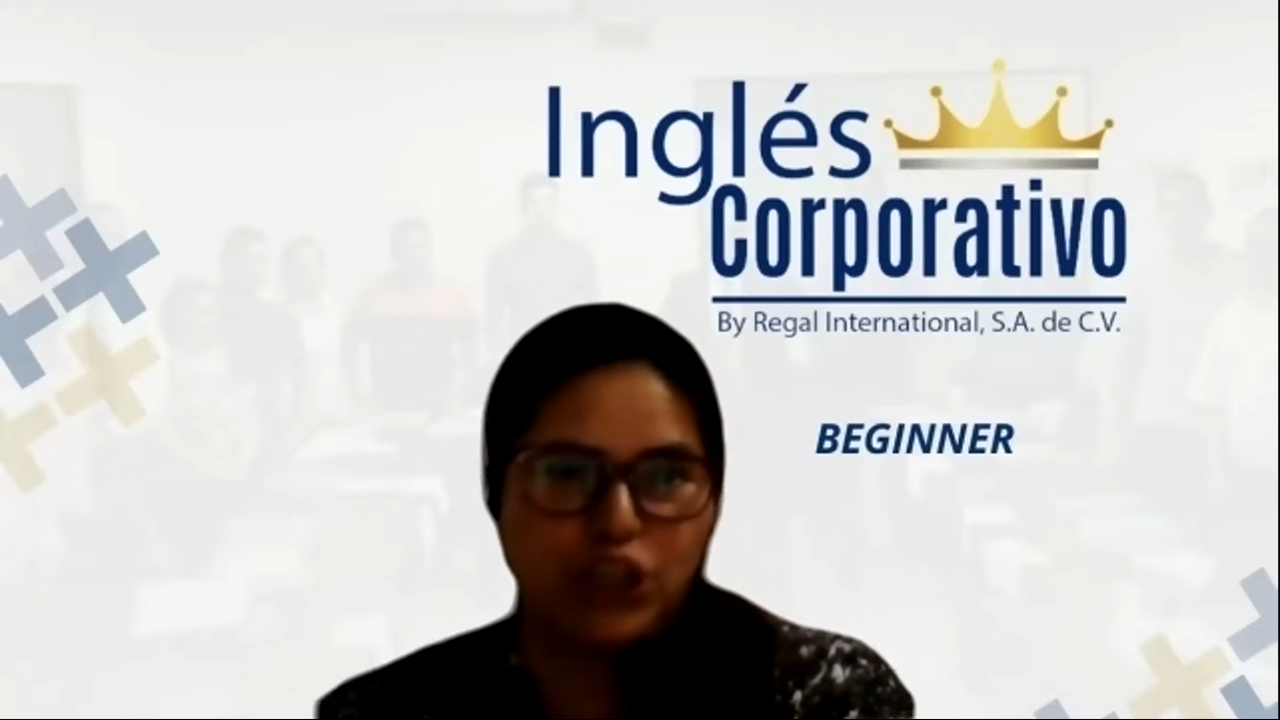 Inglés
Corporativo
By Regal International, S.A. de C.V.
BEGINNER